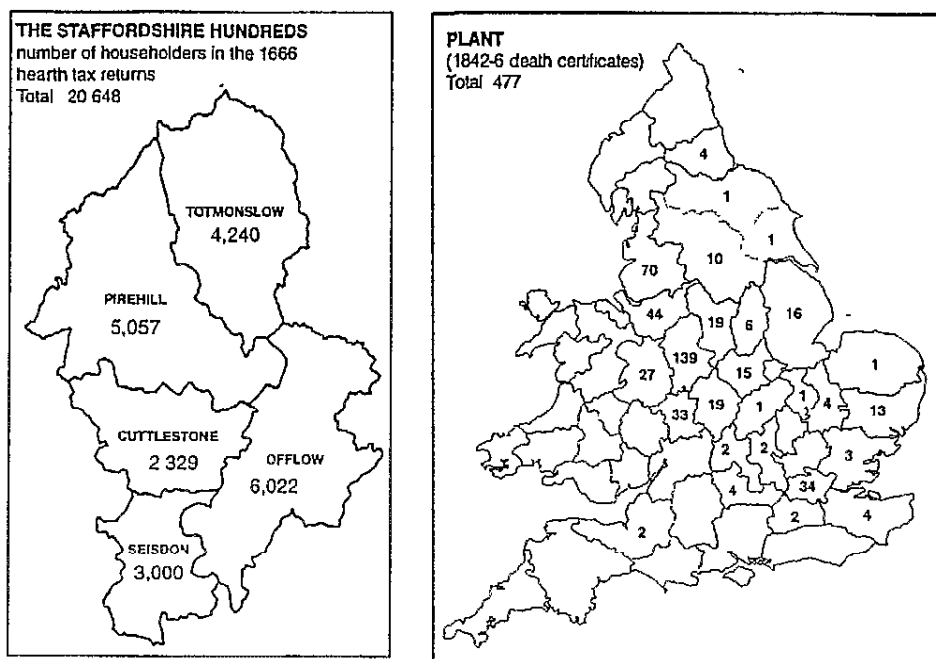 THE STAFFORDSHIRE HUNDREDS
number of householders in the 1666
hearth tax returns
Total 20 648
TOTMONSLOW
4,240
PIREHILL
5,057
CUTTLESTONE
2 329
OFFLOW
6,022
SEISDON
3,000
PLANT
(1842-6 death certificates)
Total 477
4
1
1
10
70
44
19
6
16
139
15
27
1
1
4
13
33
19
1
2
2
3
4
34
2
4
2